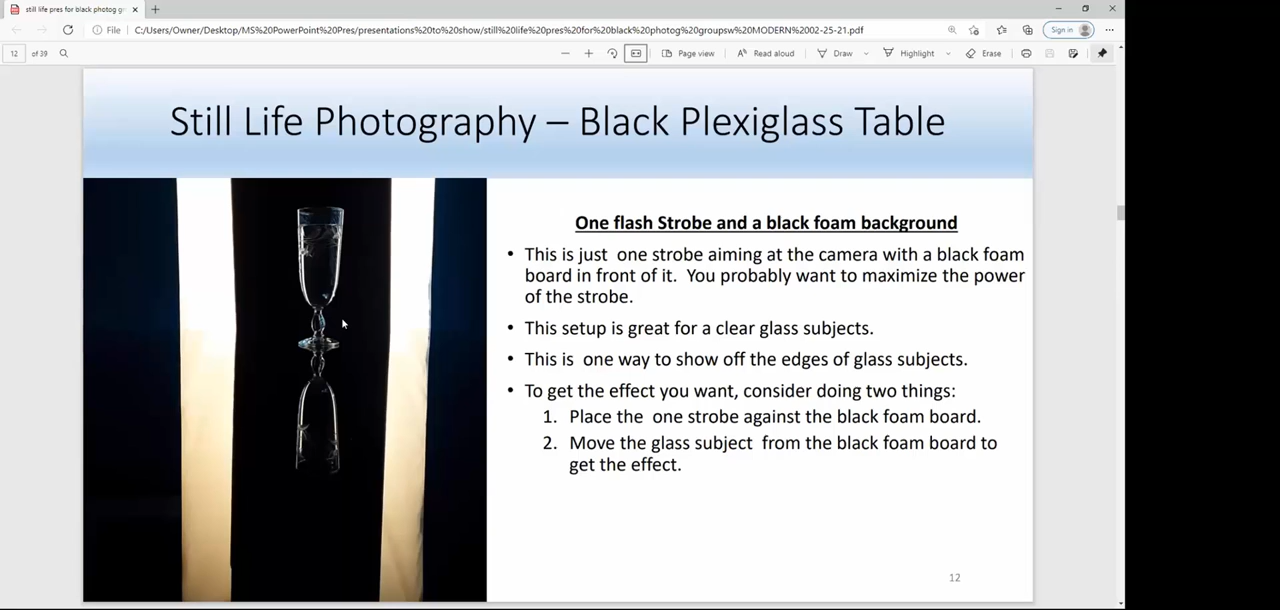 still life pres for black photog gr
File
C:/Users/Owner/Desktop/MS%20PowerPoint%20Pres/presentations%20to%20show/still%20life%20pres%20for%20black%20photog%20groupsw%20MODERN%2002-25-21.pdf
Sign in
12 of 39
Page view
Read aloud
Draw
Highlight
Erase
Still Life Photography – Black Plexiglass Table
One flash Strobe and a black foam background
• This is just one strobe aiming at the camera with a black foam
board in front of it. You probably want to maximize the power
of the strobe.
• This setup is great for a clear glass subjects.
• This is one way to show off the edges of glass subjects.
• To get the effect you want, consider doing two things:
1. Place the one strobe against the black foam board.
2. Move the glass subject from the black foam board to
get the effect.
12